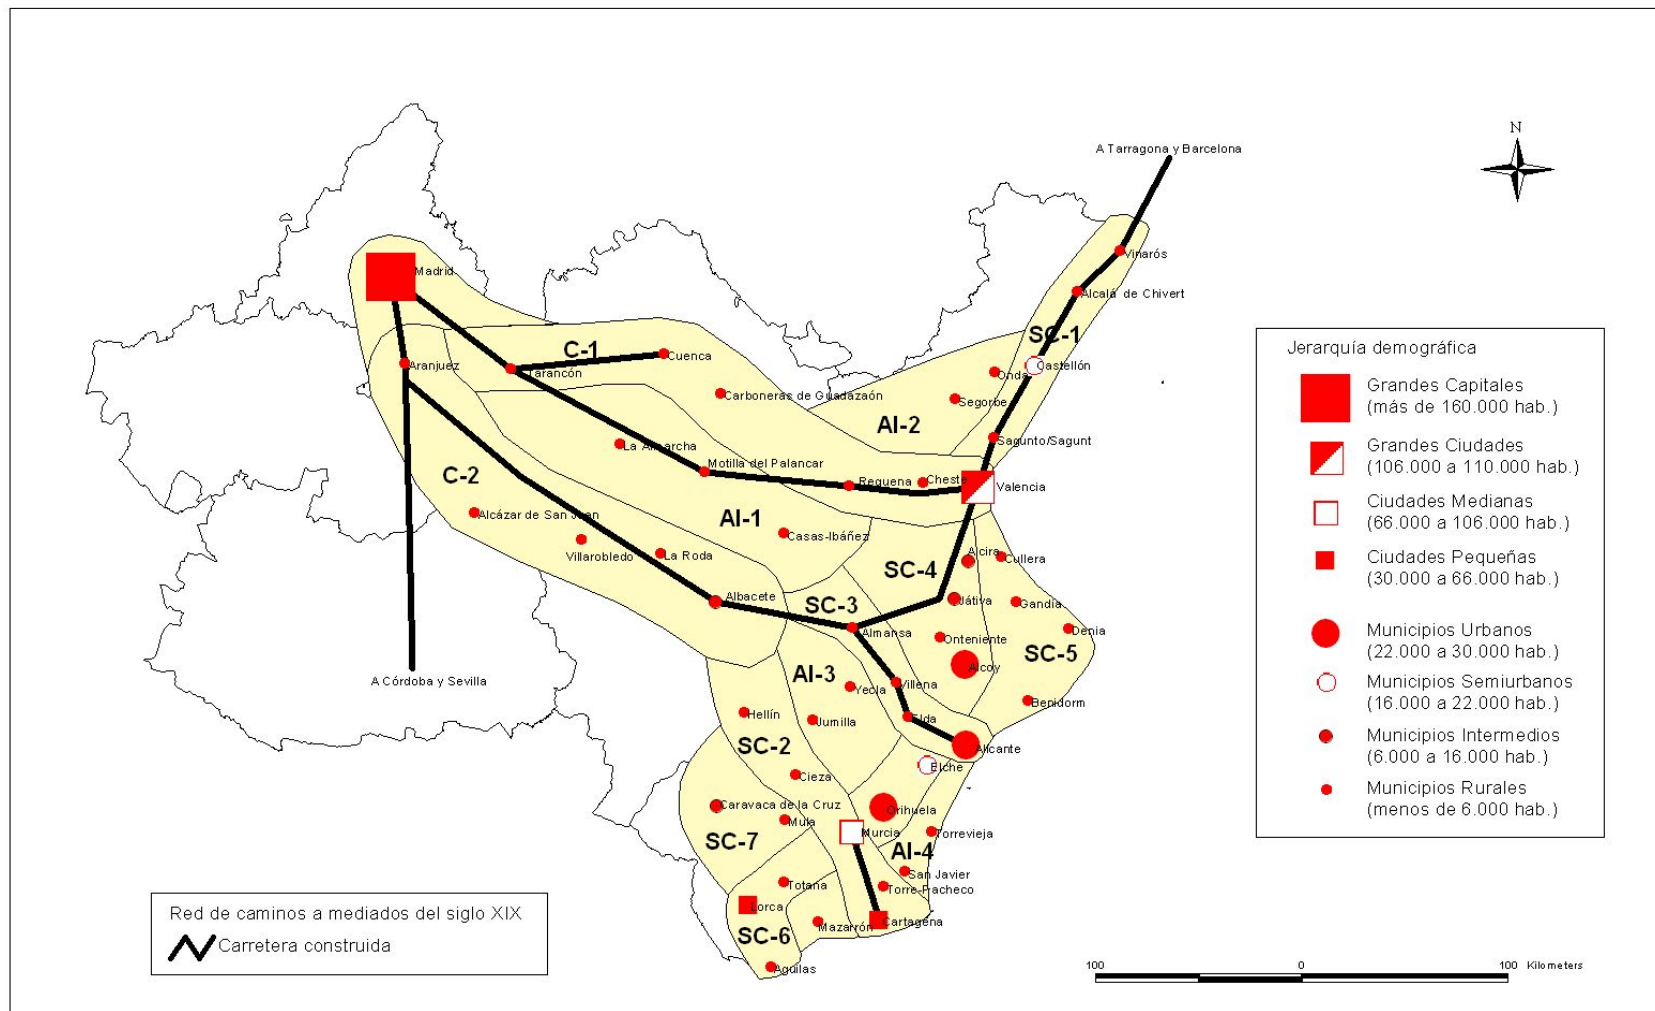 N
A Tarragona y Barcelona
Vinarós
Madrid
Alcalá de Chivert
SC-1
C-1
Cuenca
Aranjuez
Tarancón
Castellón
Onda
Carboneras de Guadazaón
Segorbe
AI-2
La Almarcha
Sagunto/Sagunt
Motilla del Palancar
C-2
Requena
Cheste
Valencia
Alcázar de San Juan
AI-1
Casas-Ibáñez
Villarobledo
La Roda
Alcira
Cullera
SC-4
Albacete
SC-3
Játiva
Gandía
Almansa
Onteniente
Denia
SC-5
Alcoy
A Córdoba y Sevilla
AI-3
Yecla
Villena
Benidorm
Hellín
Jumilla
Elda
SC-2
Alicante
Cieza
Elche
Caravaca de la Cruz
Orihuela
Mula
Murcia
Torrevieja
SC-7
AI-4
San Javier
Totana
Torre-Pacheco
Lorca
Mazarrón
Cartagena
SC-6
Aguilas
Jerarquía demográfica
Grandes Capitales
(más de 160.000 hab.)
Grandes Ciudades
(106.000 a 110.000 hab.)
Ciudades Medianas
(66.000 a 106.000 hab.)
Ciudades Pequeñas
(30.000 a 66.000 hab.)
Municipios Urbanos
(22.000 a 30.000 hab.)
Municipios Semiurbanos
(16.000 a 22.000 hab.)
Municipios Intermedios
(6.000 a 16.000 hab.)
Municipios Rurales
(menos de 6.000 hab.)
Red de caminos a mediados del siglo XIX
Carretera construida
100 0 100 Kilometers